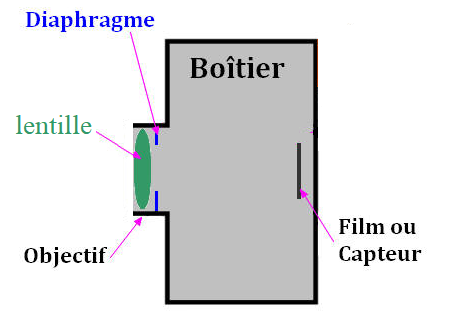 Diaphragme
Boîtier
lentille
Objectif
Film ou
Capteur